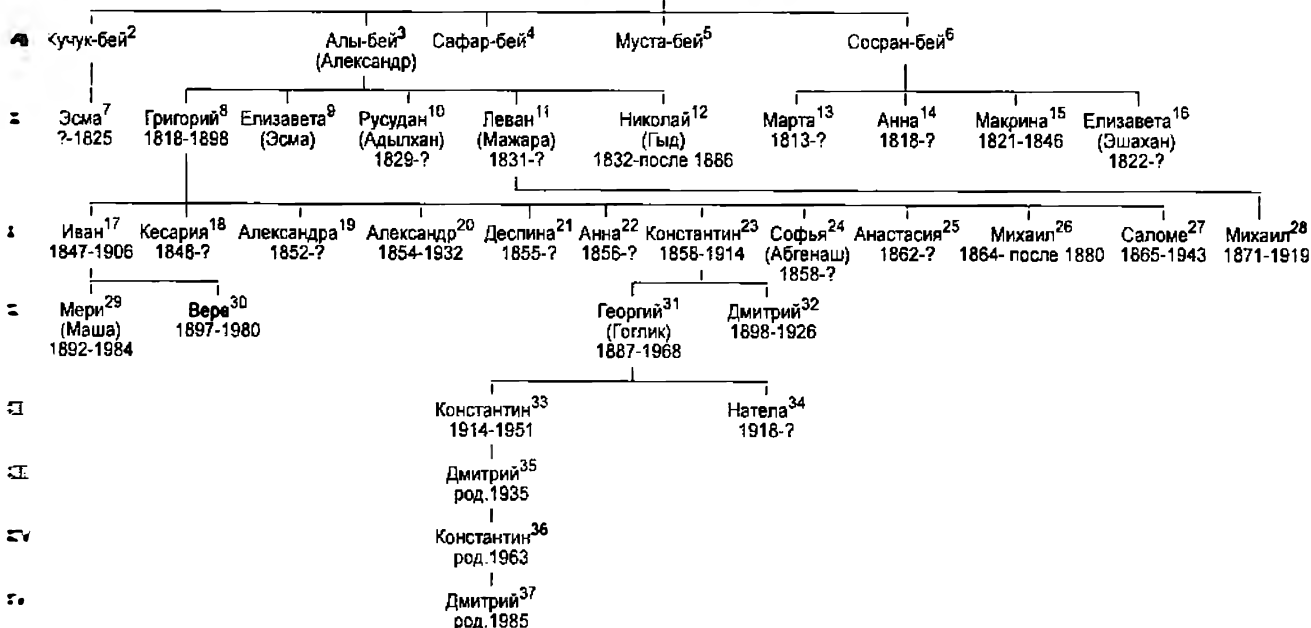 Кучук-бей2 Алы-бей3 Сафар-бей4 Муста-бей5 Сосран-бей6
(Александр)
Эсма7 Григорий8 Елизавета9 Русудан10 Леван11 Николай12 Марта13 Анна14 Макрина15 Елизавета16
?-1825 1818-1898 (Эсма) (Адылхан) (Мажара) (Гыд) 1813-? 1818-? 1821-1846 (Эшахан)
1829-? 1831-? 1832-после 1886 1822-?
Иван17 Кесария18 Александра19 Александр20 Деспина21 Анна22 Константин23 Софья24 Анастасия25 Михаил26 Саломе27 Михаил28
1847-1906 1848-? 1852-? 1854-1932 1855-? 1856-? 1858-1914 (Абгенаш) 1862-? 1864- после 1880 1865-1943 1871-1919
1858-?
Мери29 Вера30 Георгий31 Дмитрий32
(Маша) 1897-1980 (Гоглик) 1898-1926
1892-1984 1887-1968
Константин33 Натела34
1914-1951 1918-?
Дмитрий35
род.1935
Константин36
род.1963
Дмитрий37
род.1985